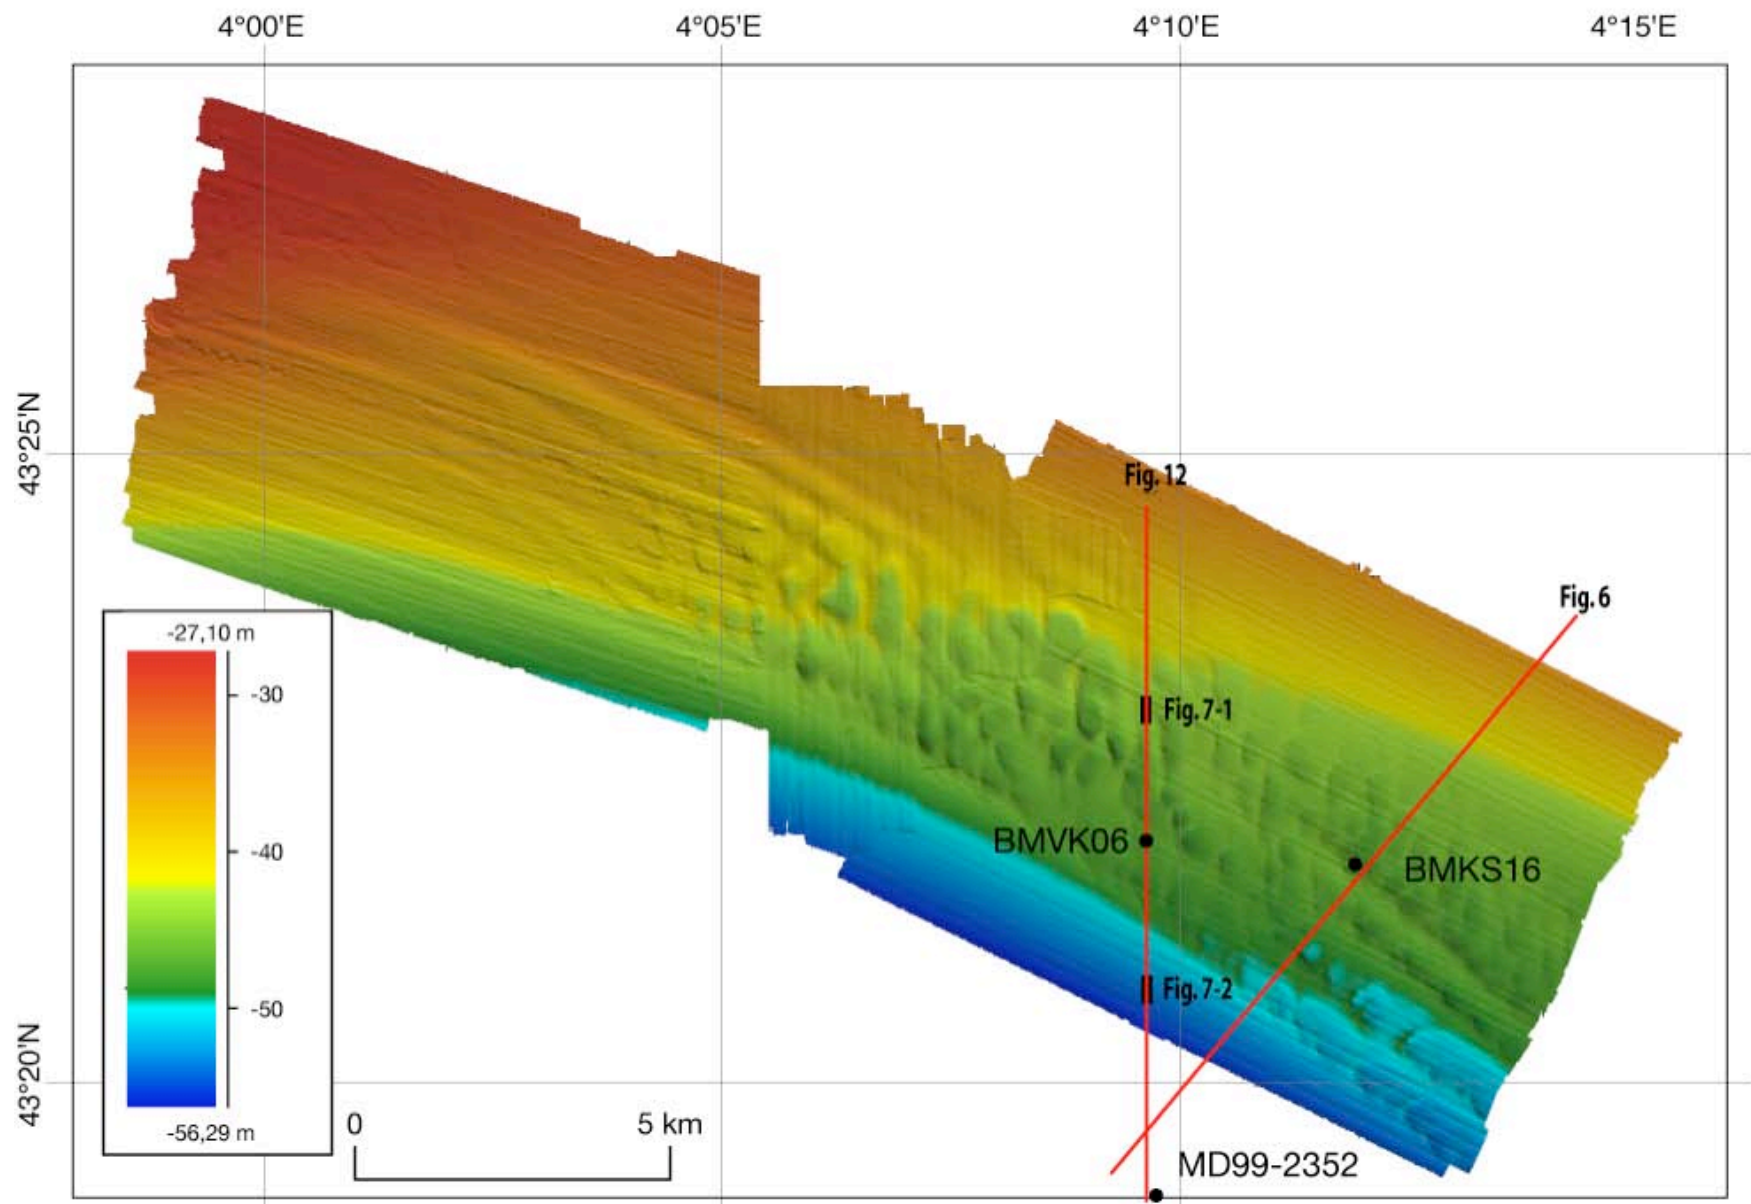 4°00'E
4°05'E
4°10'E
4°15'E
43°25'N
Fig. 12
Fig. 6
-27,10 m
-30
Fig. 7-1
-40
BMVK06
BMKS16
Fig. 7-2
-50
43°20'N
-56,29 m
0
5 km
MD99-2352